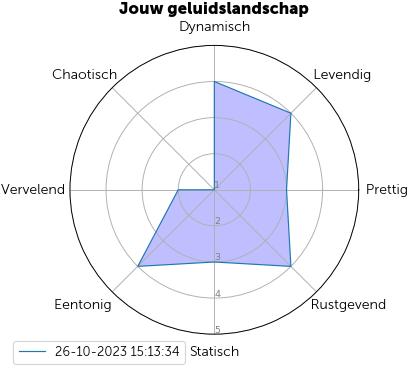 Jouw geluidslandschap
Dynamisch
Chaotisch
Levendig
Vervelend
1
Prettig
2
3
4
Eentonig
Rustgevend
5
26-10-2023 15:13:34
Statisch